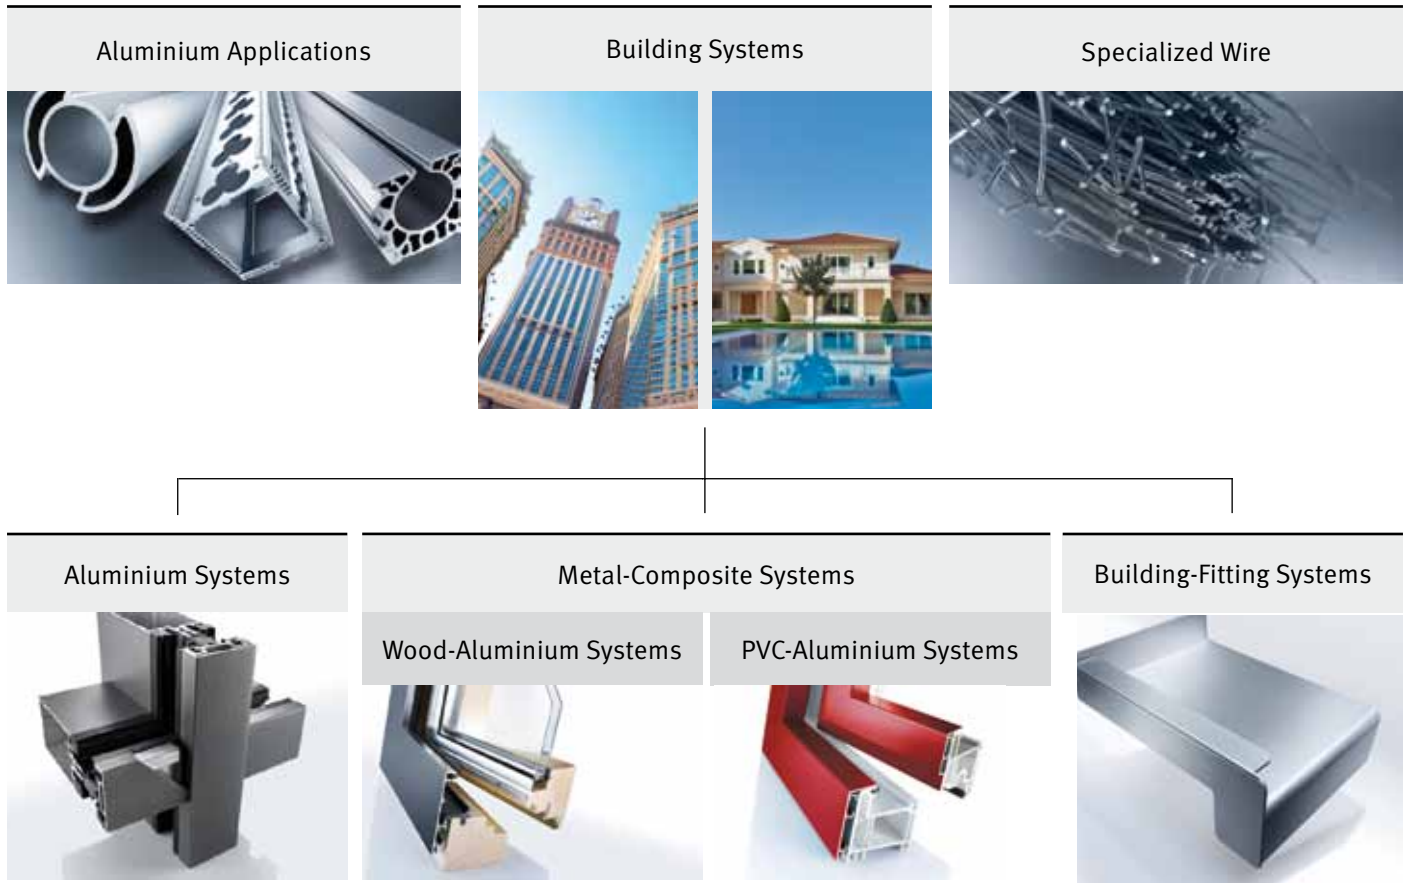 Aluminium Applications
Building Systems
Specialized Wire
Aluminium Systems
Metal-Composite Systems
Building-Fitting Systems
Wood-Aluminium Systems
PVC-Aluminium Systems